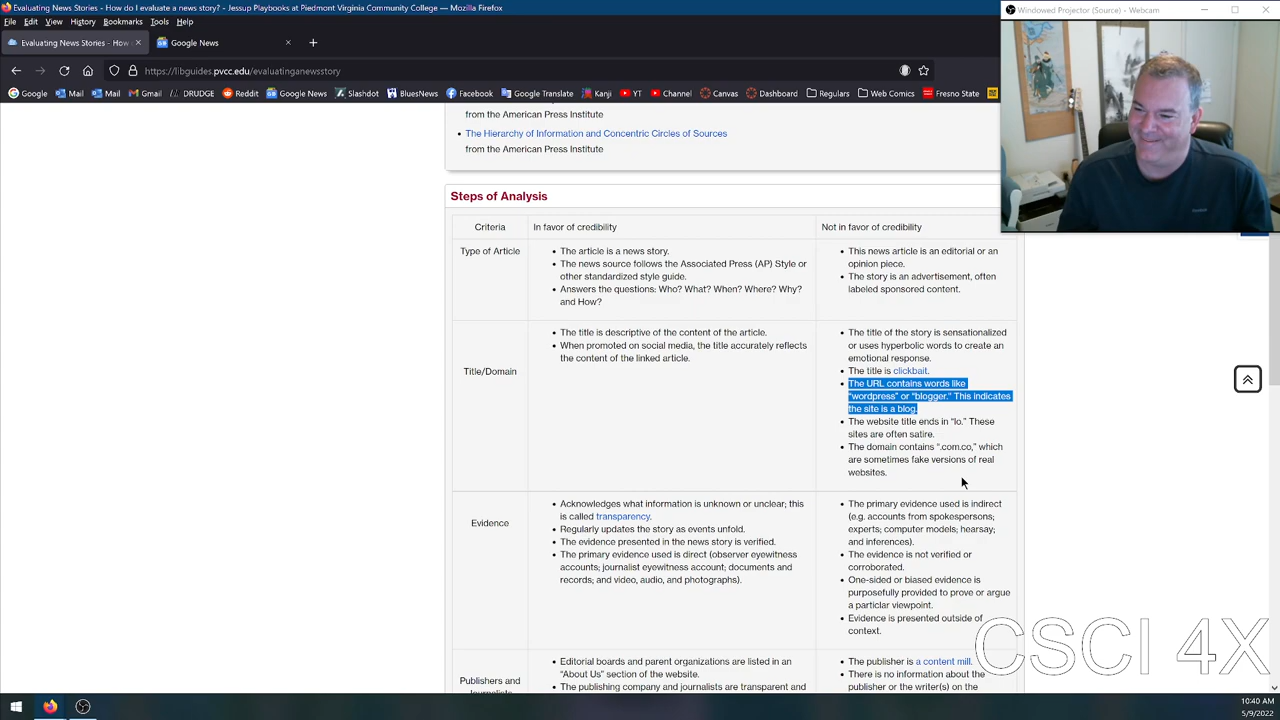 Evaluating News Stories - How do I evaluate a news story? - Jessup Playbooks at Piedmont Virginia Community College — Mozilla Firefox
File Edit View History Bookmarks Tools Help
Windowed Projector (Source) - Webcam
Evaluating News Stories - How
Google News
https://libguides.pvcc.edu/evaluatinganewsstory
Google Mail Mail Gmail DRUDGE Reddit Google News Slashdot BluesNews Facebook Google Translate Kanji YT Channel Canvas Dashboard Regulars Web Comics Fresno State
from the American Press Institute
The Hierarchy of Information and Concentric Circles of Sources
from the American Press Institute
Steps of Analysis
Criteria
In favor of credibility
Not in favor of credibility
Type of Article
The article is a news story.
The news source follows the Associated Press (AP) Style or
other standardized style guide.
Answers the questions: Who? What? When? Where? Why?
and How?
This news article is an editorial or an
opinion piece.
The story is an advertisement, often
labeled sponsored content.
Title/Domain
The title is descriptive of the content of the article.
When promoted on social media, the title accurately reflects
the content of the linked article.
The title of the story is sensationalized
or uses hyperbolic words to create an
emotional response.
The title is clickbait.
The URL contains words like
"wordpress" or "blogger." This indicates
the site is a blog.
The website title ends in "lo." These
sites are often satire.
The domain contains ".com.co," which
are sometimes fake versions of real
websites.
Evidence
Acknowledges what information is unknown or unclear; this
is called transparency.
Regularly updates the story as events unfold.
The evidence presented in the news story is verified.
The primary evidence used is direct (observer eyewitness
accounts; journalist eyewitness account; documents and
records; and video, audio, and photographs).
The primary evidence used is indirect
(e.g. accounts from spokespersons;
experts; computer models; hearsay;
and inferences).
The evidence is not verified or
corroborated.
One-sided or biased evidence is
purposefully provided to prove or argue
a particlar viewpoint.
Evidence is presented outside of
context.
Publishers and
Journalists
Editorial boards and parent organizations are listed in an
"About Us" section of the website.
The publishing company and journalists are transparent and
The publisher is a content mill.
There is no information about the
publisher or the writer(s) on the
CSCI 4X
10:40 AM
5/9/2022